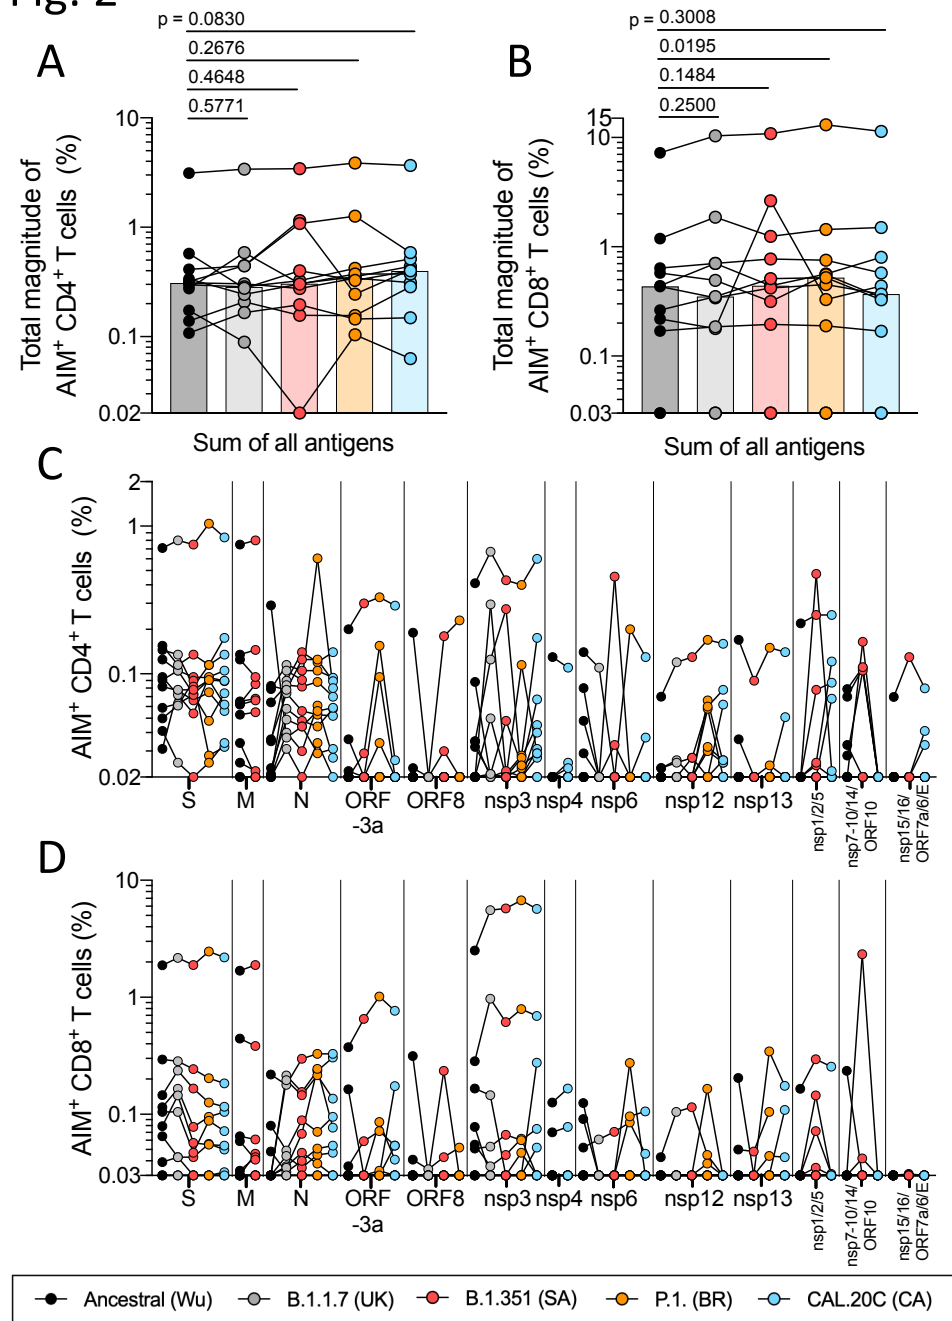 Fig. 2
p = 0.0830
0.2676
0.4648
0.5771
A
Total magnitude of
AIM+ CD4+ T cells (%)
10
1
0.1
0.02
Sum of all antigens
p = 0.3008
0.0195
0.1484
0.2500
B
Total magnitude of
AIM+ CD8+ T cells (%)
15
10
1
0.1
0.03
Sum of all antigens
C
AIM+ CD4+ T cells (%)
2
1
0.1
0.02
S
M
N
ORF
-3a
ORF8
nsp3
nsp4
nsp6
nsp12
nsp13
nsp1/2/5
nsp7-10/14/
ORF10
nsp15/16/
ORF7a/6/E
D
AIM+ CD8+ T cells (%)
10
1
0.1
0.03
S
M
N
ORF
-3a
ORF8
nsp3
nsp4
nsp6
nsp12
nsp13
nsp1/2/5
nsp7-10/14/
ORF10
nsp15/16/
ORF7a/6/E
Ancestral (Wu)
B.1.1.7 (UK)
B.1.351 (SA)
P.1. (BR)
CAL.20C (CA)